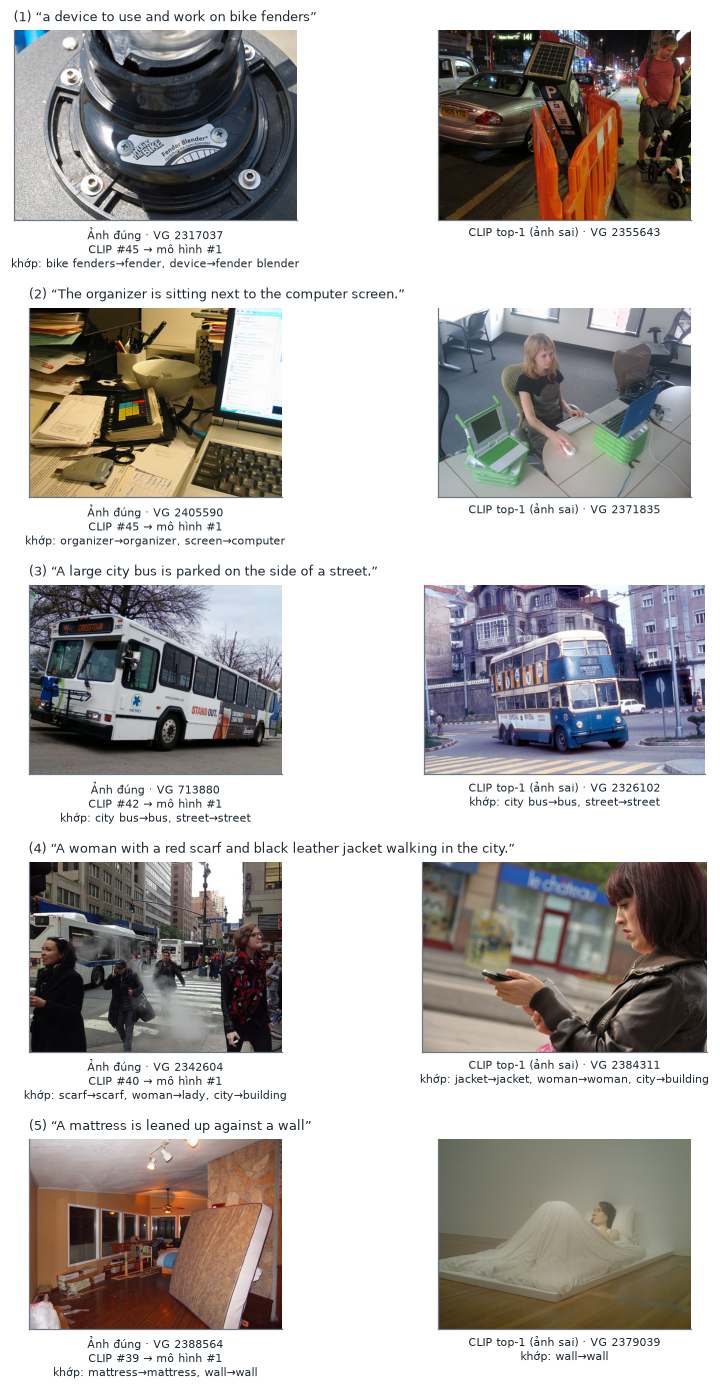 (1) “a device to use and work on bike fenders”
Fender Blender
Ảnh đúng · VG 2317037
CLIP #45 → mô hình #1
khớp: bike fenders→fender, device→fender blender
P
CLIP top-1 (ảnh sai) · VG 2355643
(2) “The organizer is sitting next to the computer screen.”
Ảnh đúng · VG 2405590
CLIP #45 → mô hình #1
khớp: organizer→organizer, screen→computer
CLIP top-1 (ảnh sai) · VG 2371835
(3) “A large city bus is parked on the side of a street.”
CROSSTOWN
STAND OUT.
Ảnh đúng · VG 713880
CLIP #42 → mô hình #1
khớp: city bus→bus, street→street
CLIP top-1 (ảnh sai) · VG 2326102
khớp: city bus→bus, street→street
(4) “A woman with a red scarf and black leather jacket walking in the city.”
Ảnh đúng · VG 2342604
CLIP #40 → mô hình #1
khớp: scarf→scarf, woman→lady, city→building
le château
CLIP top-1 (ảnh sai) · VG 2384311
khớp: jacket→jacket, woman→woman, city→building
(5) “A mattress is leaned up against a wall”
Ảnh đúng · VG 2388564
CLIP #39 → mô hình #1
khớp: mattress→mattress, wall→wall
CLIP top-1 (ảnh sai) · VG 2379039
khớp: wall→wall